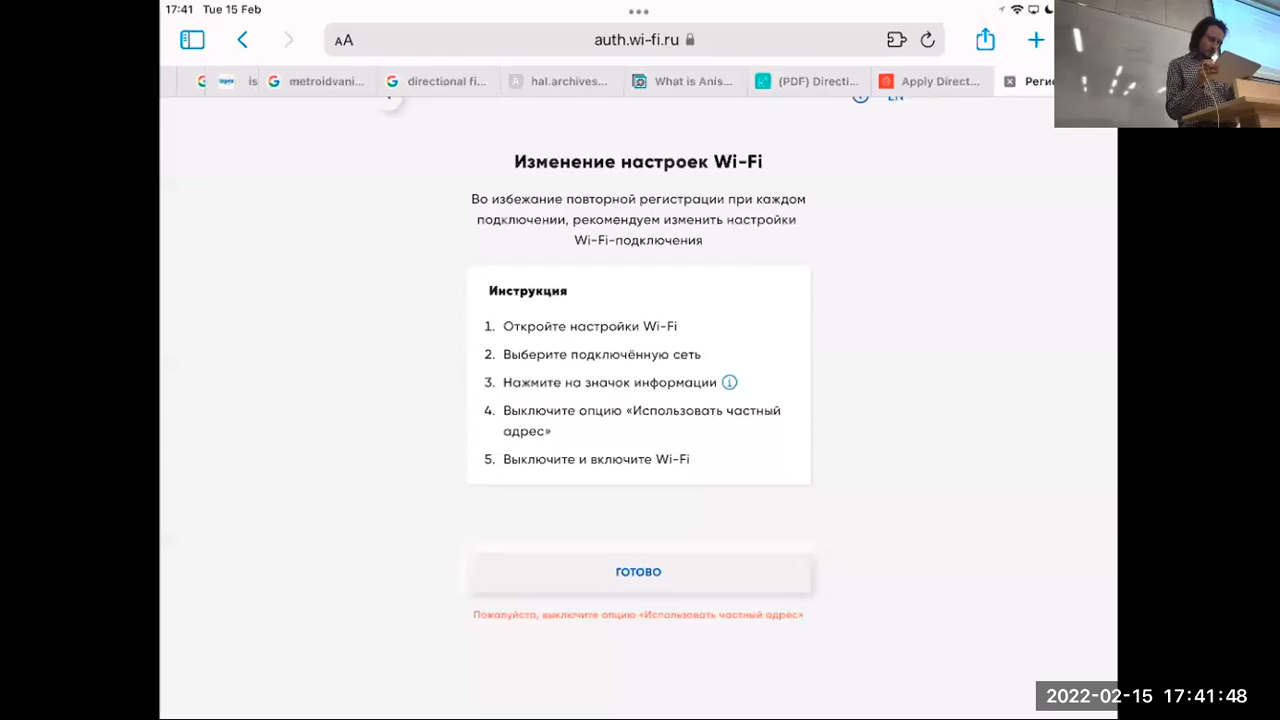 17:41 Tue 15 Feb
AA
auth.wi-fi.ru
is
metroidvani...
directional fi...
hal.archives...
What is Anis...
(PDF) Directi...
Apply Direct...
EN
Изменение настроек Wi-Fi
Во избежание повторной регистрации при каждом
подключении, рекомендуем изменить настройки
Wi-Fi-подключения
Инструкция
1. Откройте настройки Wi-Fi
2. Выберите подключённую сеть
3. Нажмите на значок информации
4. Выключите опцию «Использовать частный
адрес»
5. Выключите и включите Wi-Fi
ГОТОВО
Пожалуйста, выключите опцию «Использовать частный адрес»
2022-02-15 17:41:48